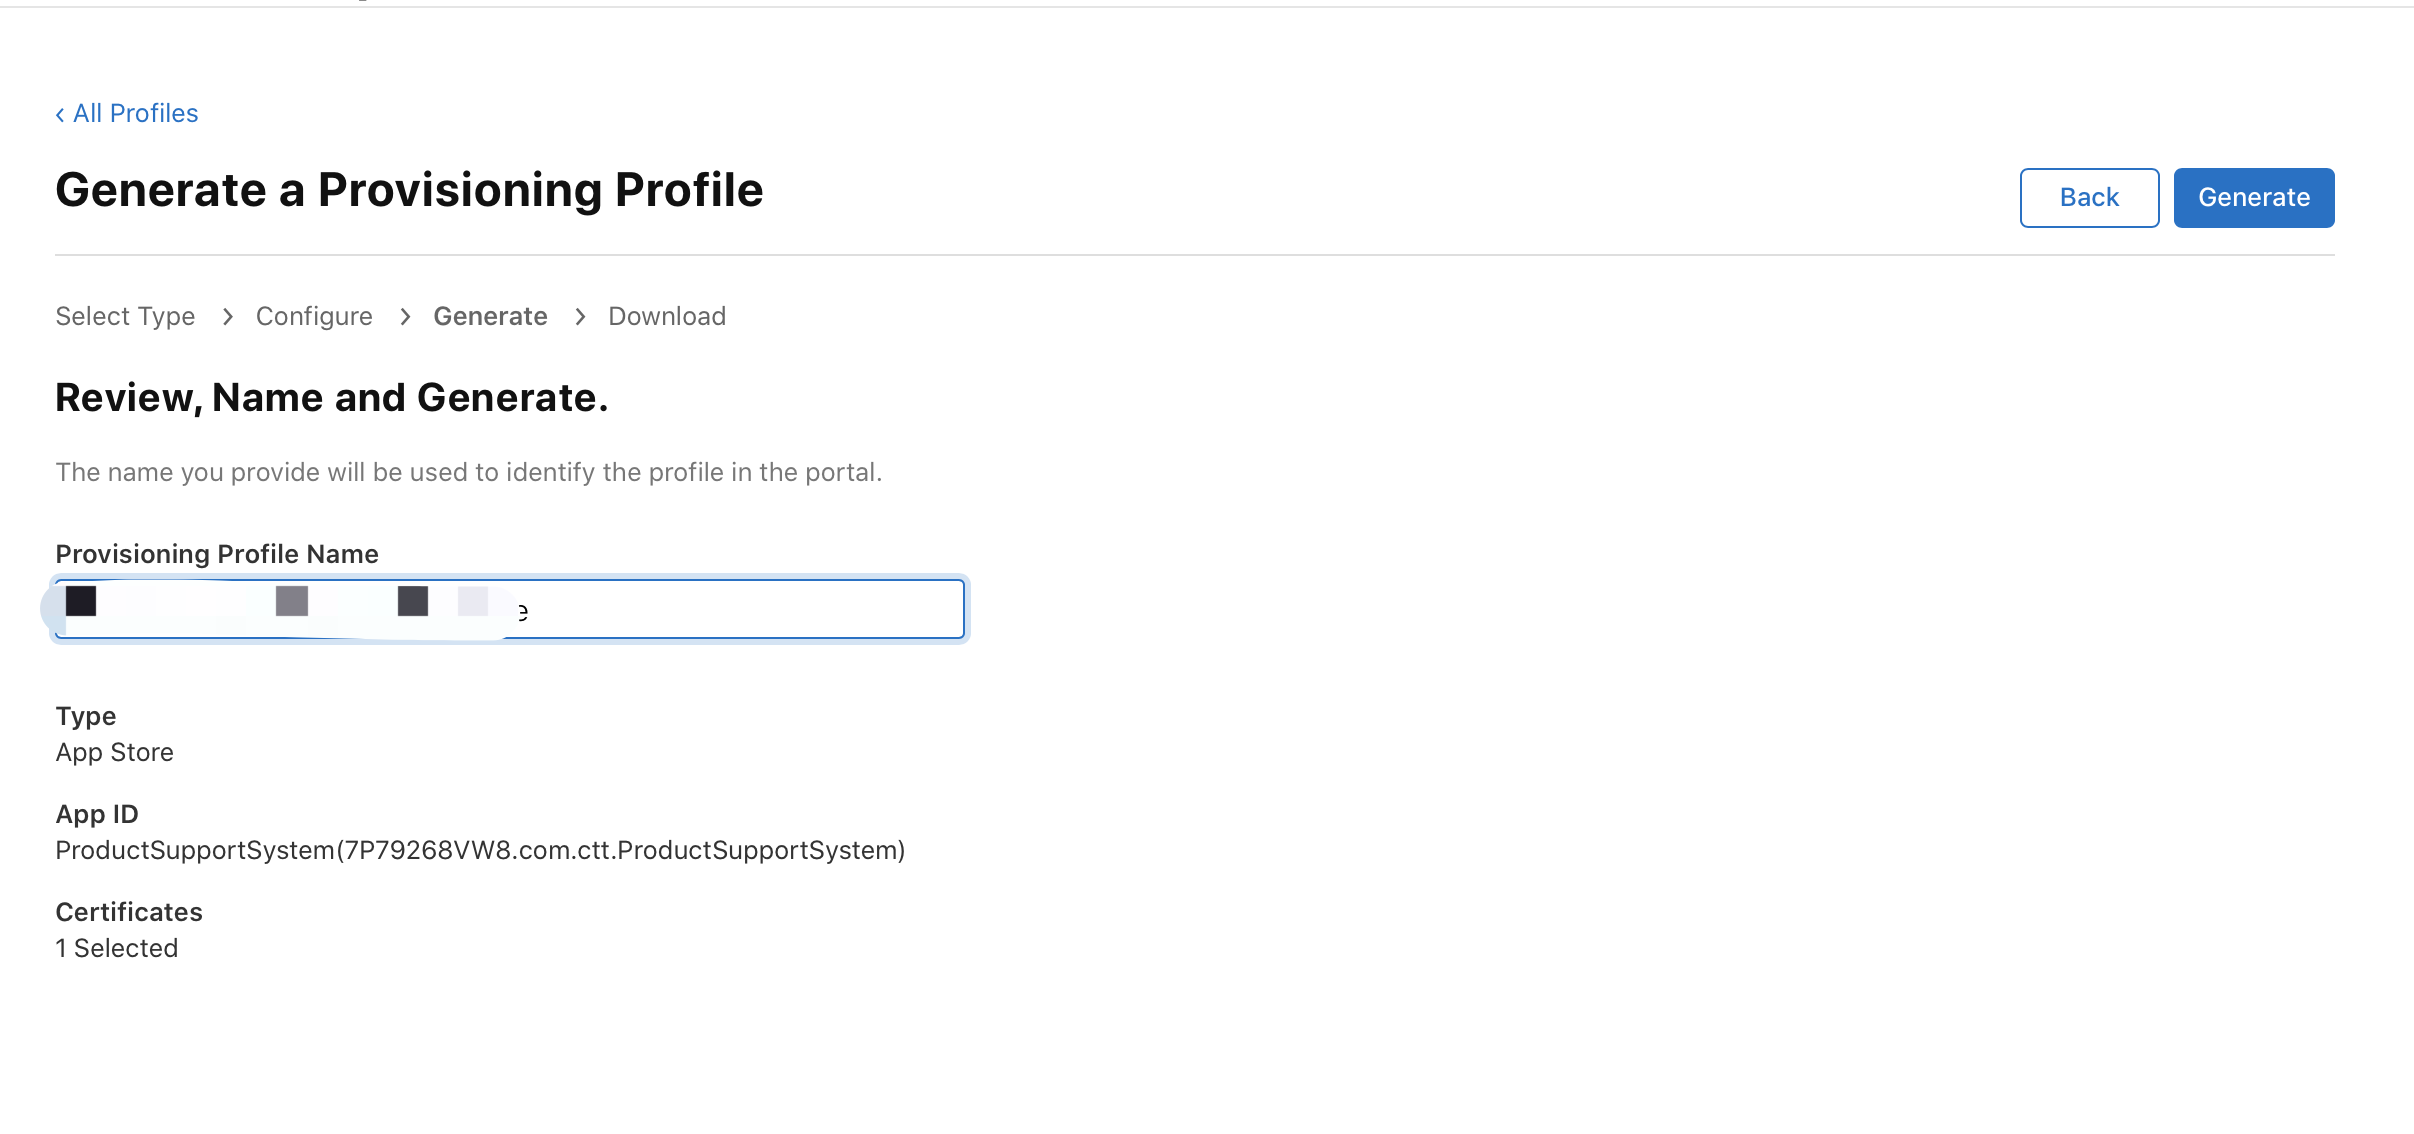 ‹ All Profiles
Generate a Provisioning Profile
Back
Generate
Select Type > Configure > Generate > Download
Review, Name and Generate.
The name you provide will be used to identify the profile in the portal.
Provisioning Profile Name
Type
App Store
App ID
ProductSupportSystem(7P79268VW8.com.ctt.ProductSupportSystem)
Certificates
1 Selected